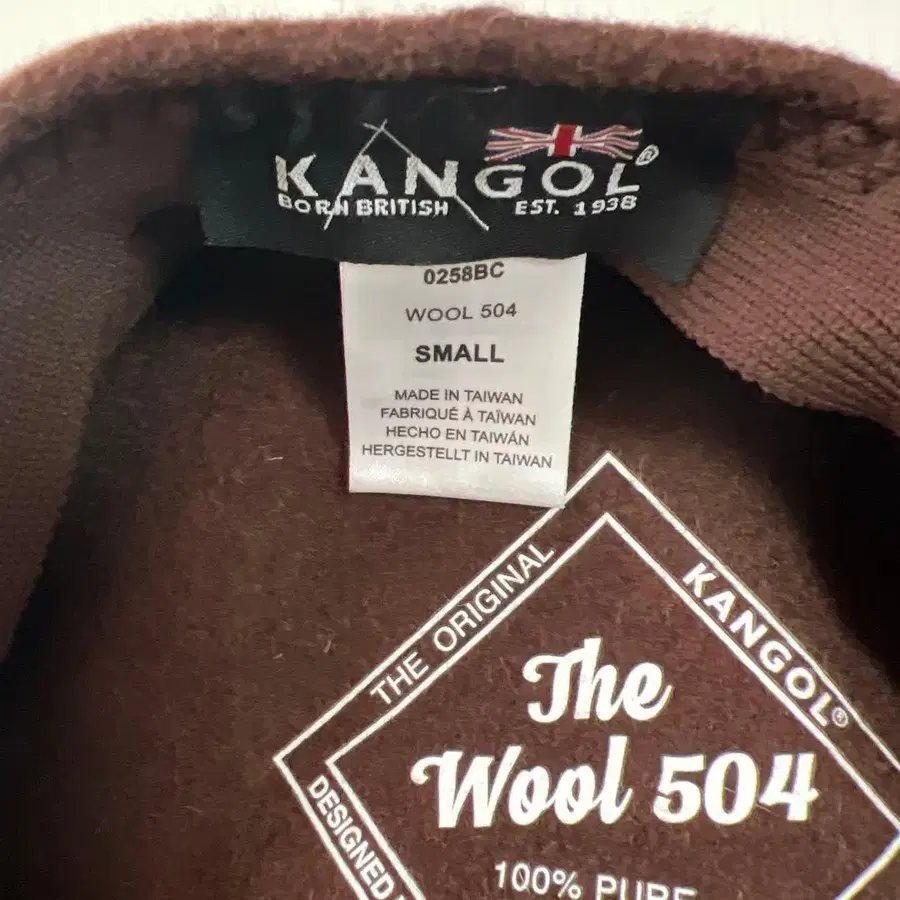 KANGOL®
BORN BRITISH EST. 1938
0258BC
WOOL 504
SMALL
MADE IN TAIWAN
FABRIQUÉ À TAÏWAN
HECHO EN TAIWÁN
HERGESTELLT IN TAIWAN
THE ORIGINAL
KANGOL®
The
Wool 504
DESIGNED
100% PURE